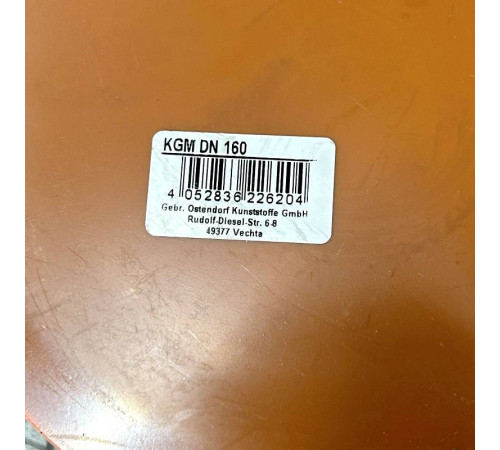 KGM DN 160
4 052836 226204
Gebr. Ostendorf Kunststoffe GmbH
Rudolf-Diesel-Str. 6-8
49377 Vechta